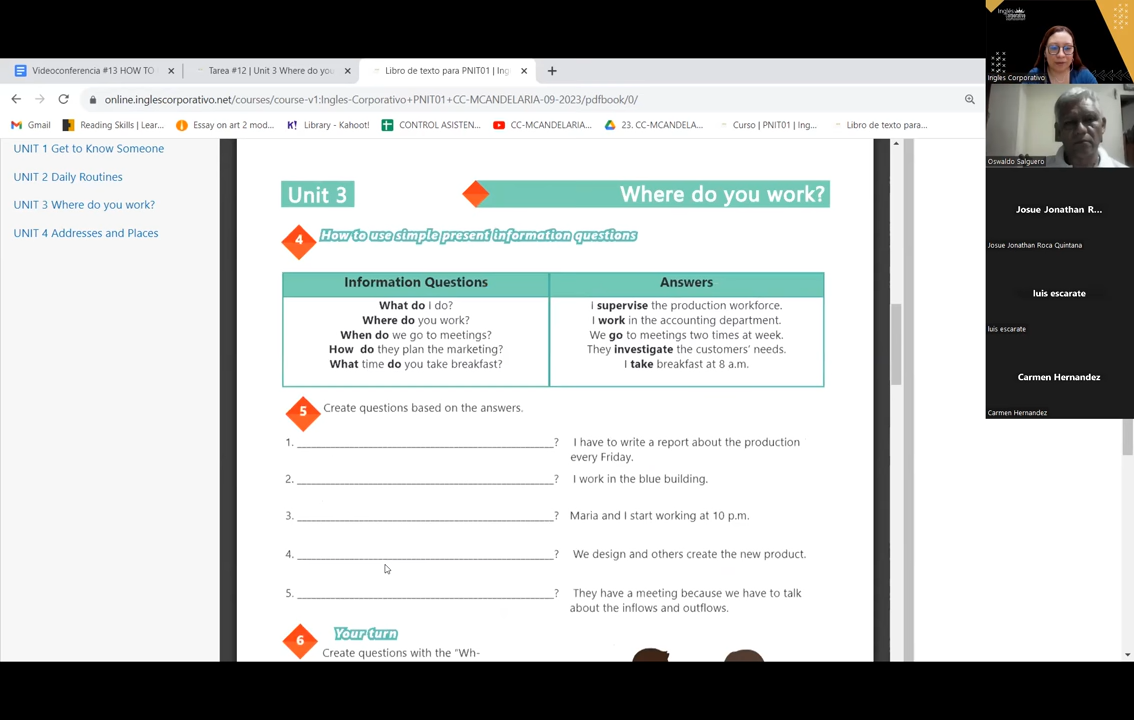 Videoconferencia #13 HOW TO
Tarea #12 | Unit 3 Where do you
Libro de texto para PNIT01 | Ing
online.inglescorporativo.net/courses/course-v1:Ingles-Corporativo+PNIT01+CC-MCANDELARIA-09-2023/pdfbook/0/
Gmail
Reading Skills | Lear...
Essay on art 2 mod...
Library - Kahoot!
CONTROL ASISTEN...
CC-MCANDELARIA...
23. CC-MCANDELA...
Curso | PNIT01 | Ing...
Libro de texto para...
UNIT 1 Get to Know Someone
UNIT 2 Daily Routines
UNIT 3 Where do you work?
UNIT 4 Addresses and Places
Unit 3
Where do you work?
4
How to use simple present information questions
Information Questions
Answers
What do I do?
I supervise the production workforce.
Where do you work?
I work in the accounting department.
When do we go to meetings?
We go to meetings two times at week.
How do they plan the marketing?
They investigate the customers' needs.
What time do you take breakfast?
I take breakfast at 8 a.m.
5
Create questions based on the answers.
1. ______________________________? I have to write a report about the production
every Friday.
2. ______________________________? I work in the blue building.
3. ______________________________? Maria and I start working at 10 p.m.
4. ______________________________? We design and others create the new product.
5. ______________________________? They have a meeting because we have to talk
about the inflows and outflows.
6
Your turn
Create questions with the "Wh-
Inglés
Corporativo
Ingles Corporativo
Oswaldo Salguero
Josue Jonathan R...
Josue Jonathan Roca Quintana
luis escarate
luis escarate
Carmen Hernandez
Carmen Hernandez